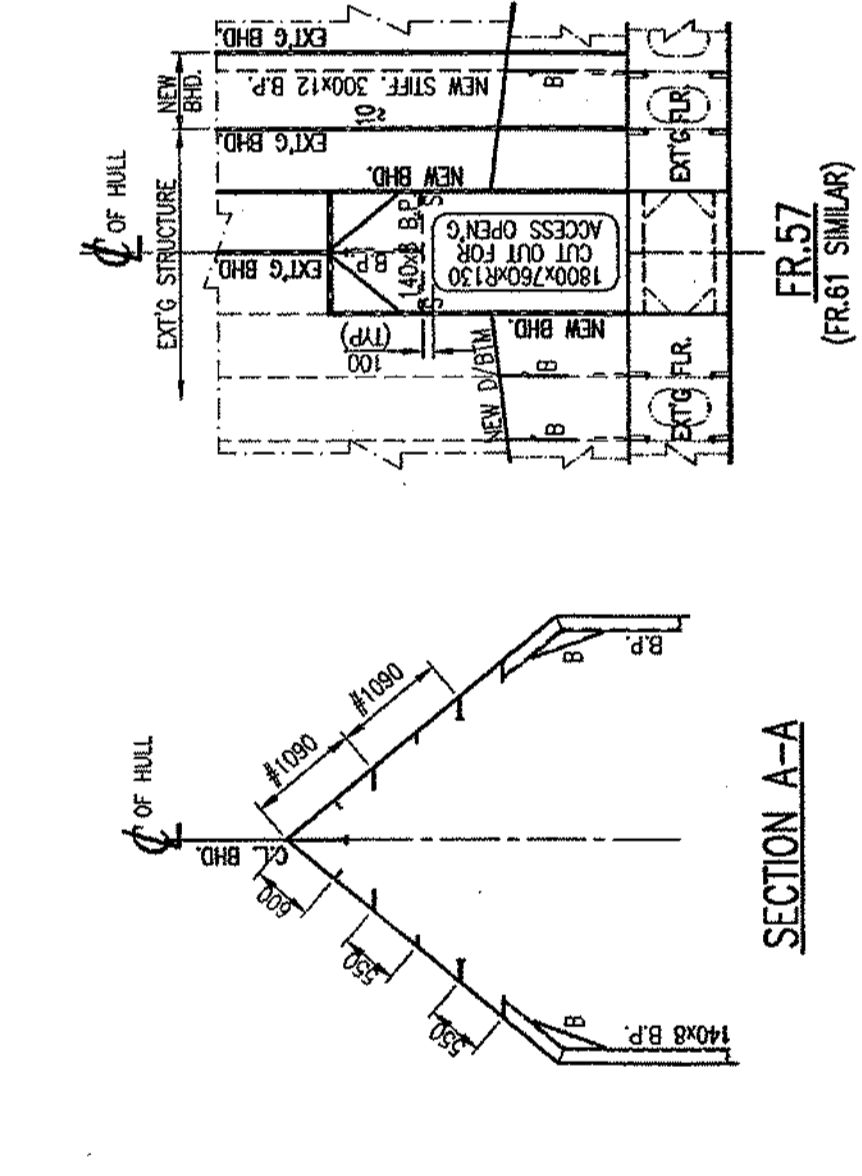 ℄ OF HULL
EXT'G STRUCTURE
NEW
BHD.
EXT'G BHD.
NEW STIFF. 300x12 B.P.
10
EXT'G BHD.
NEW BHD.
EXT'G BHD
B.P
140x8 B.P
S
S
1800x760xR130
CUT OUT FOR
ACCESS OPEN'G
NEW BHD.
100
(TYP)
NEW D/BTM
B
B
B
EXT'G FLR.
EXT'G FLR.
FR.57
(FR.61 SIMILAR)
℄ OF HULL
C.L. BHD.
#1090
#1090
600
550
550
B
B.P.
B
140x8 B.P.
SECTION A-A